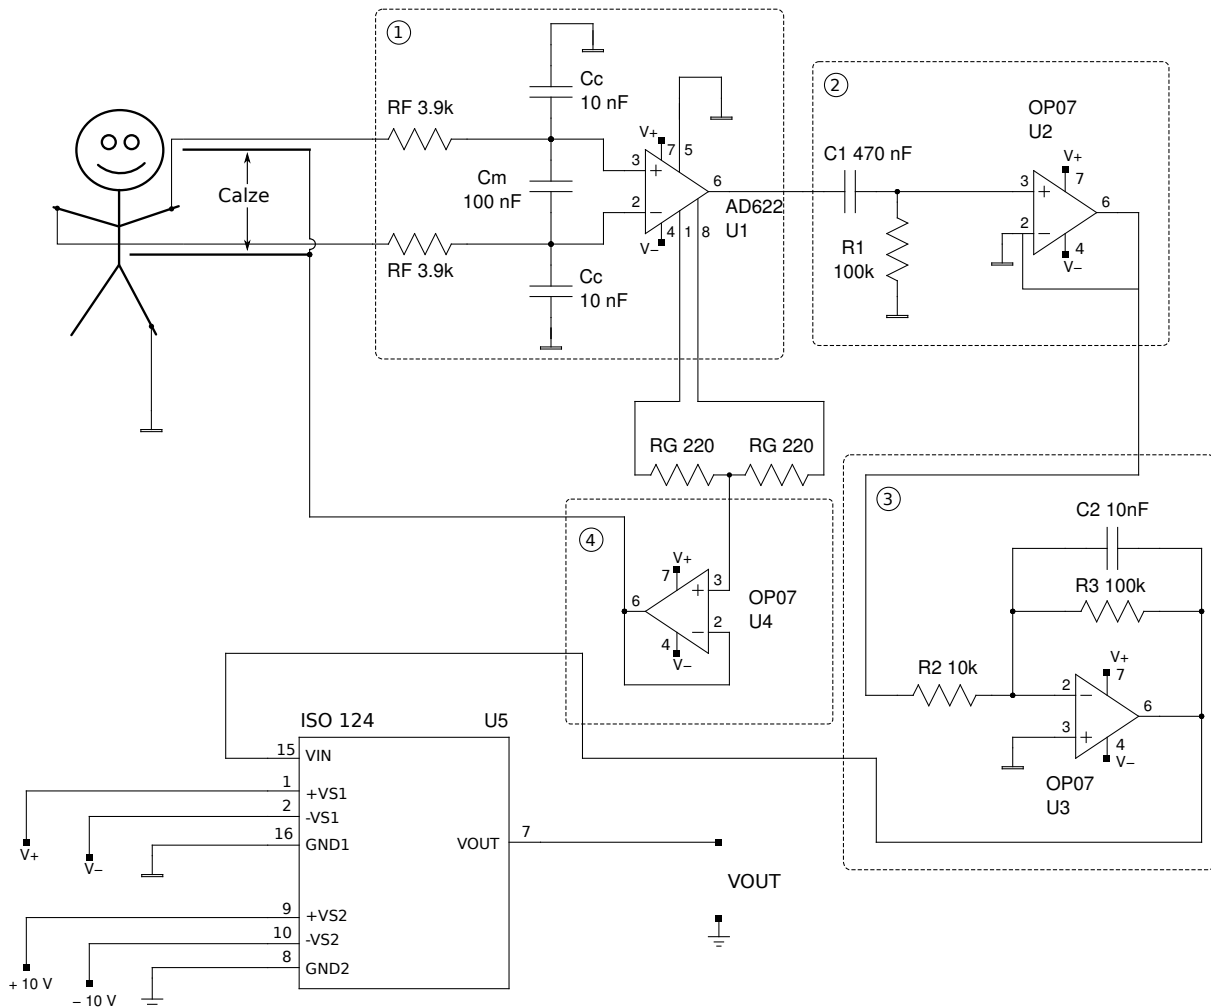 ①
Cc
10 nF
RF 3.9k
Calze
Cm
100 nF
RF 3.9k
Cc
10 nF
V+
7
5
3
2
6
V−
4
1
8
AD622
U1
②
OP07
U2
C1 470 nF
R1
100k
V+
7
3
2
6
4
V−
RG 220
RG 220
④
V+
7
6
3
2
4
V−
OP07
U4
③
C2 10nF
R3 100k
R2 10k
V+
7
2
3
6
4
V−
OP07
U3
ISO 124
U5
15
VIN
1
+VS1
2
-VS1
16
GND1
VOUT
7
9
+VS2
10
-VS2
8
GND2
V+
V−
+ 10 V
− 10 V
VOUT